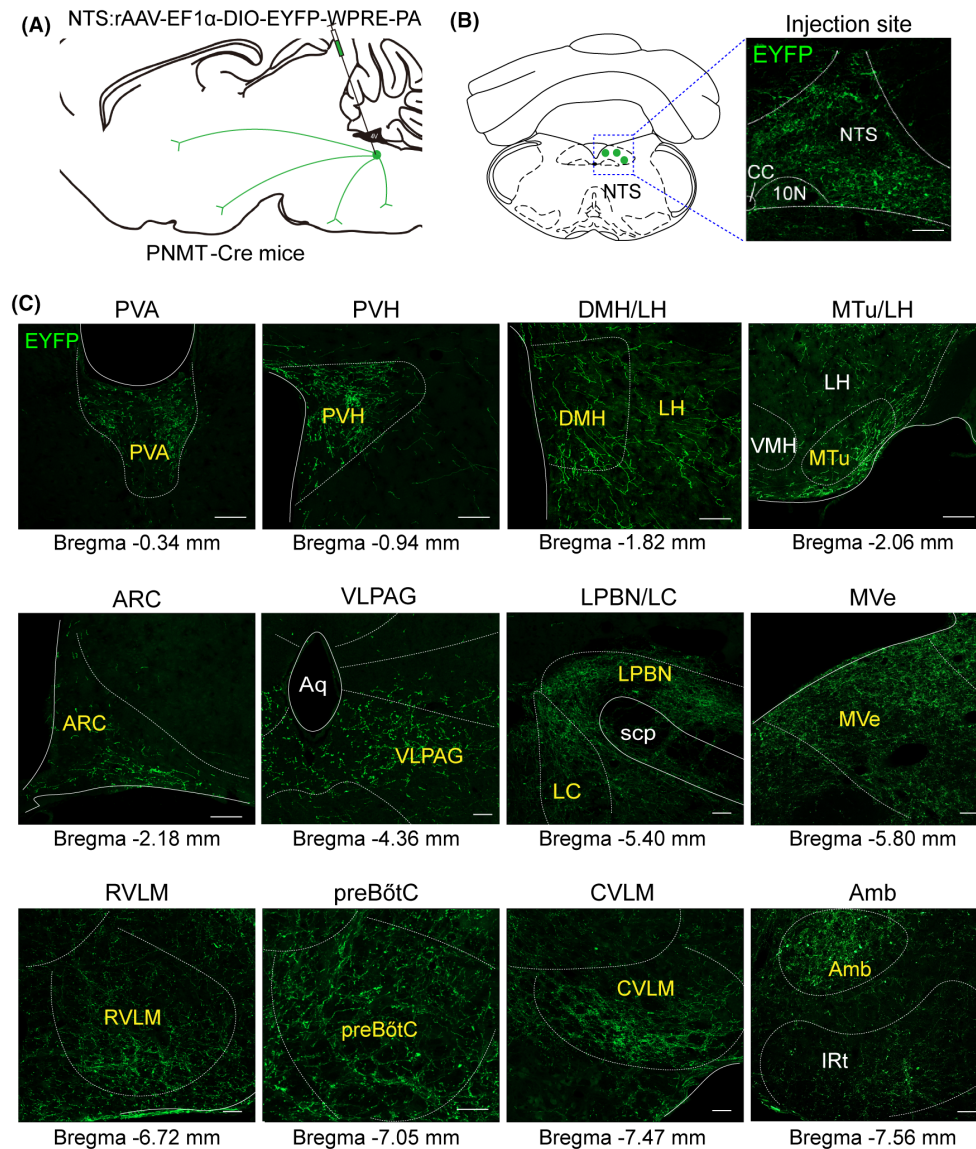 (A)
NTS:rAAV-EF1α-DIO-EYFP-WPRE-PA
4V
PNMT-Cre mice
(B)
Injection site
EYFP
NTS
CC
10N
NTS
(C)
PVA
PVH
DMH/LH
MTu/LH
EYFP
PVA
PVH
DMH
LH
LH
VMH
MTu
Bregma -0.34 mm
Bregma -0.94 mm
Bregma -1.82 mm
Bregma -2.06 mm
ARC
VLPAG
LPBN/LC
MVe
ARC
Aq
VLPAG
LPBN
scp
LC
MVe
Bregma -2.18 mm
Bregma -4.36 mm
Bregma -5.40 mm
Bregma -5.80 mm
RVLM
preBőtC
CVLM
Amb
RVLM
preBőtC
CVLM
Amb
IRt
Bregma -6.72 mm
Bregma -7.05 mm
Bregma -7.47 mm
Bregma -7.56 mm